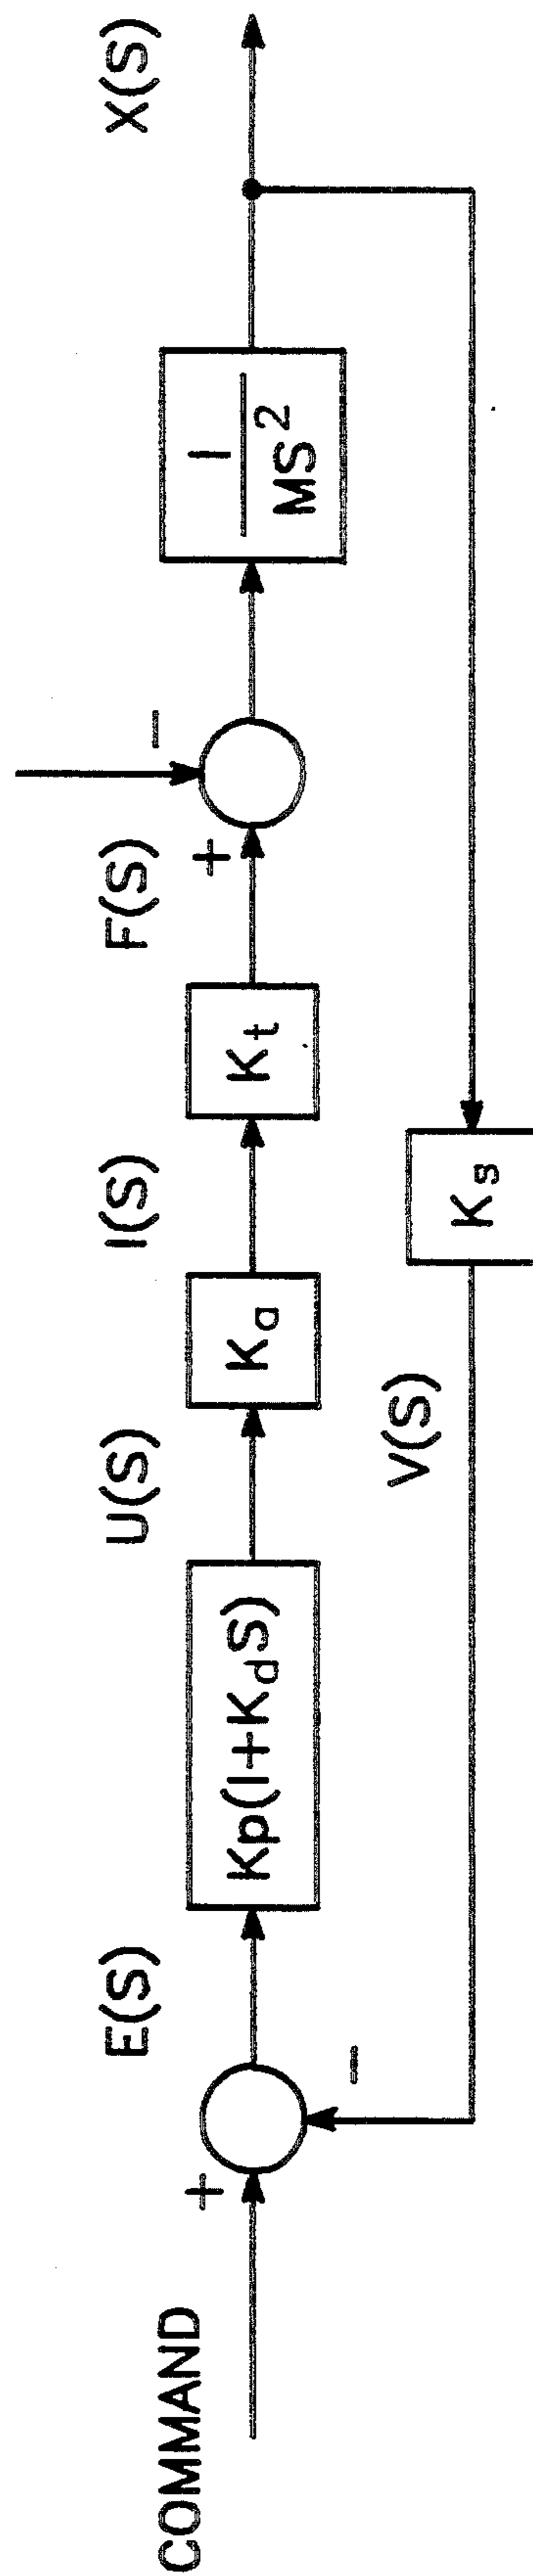 COMMAND
+
-
E(S)
Kp(1+KdS)
U(S)
Ka
I(S)
Kt
F(S)
+
-
1
MS²
X(S)
Ks
V(S)